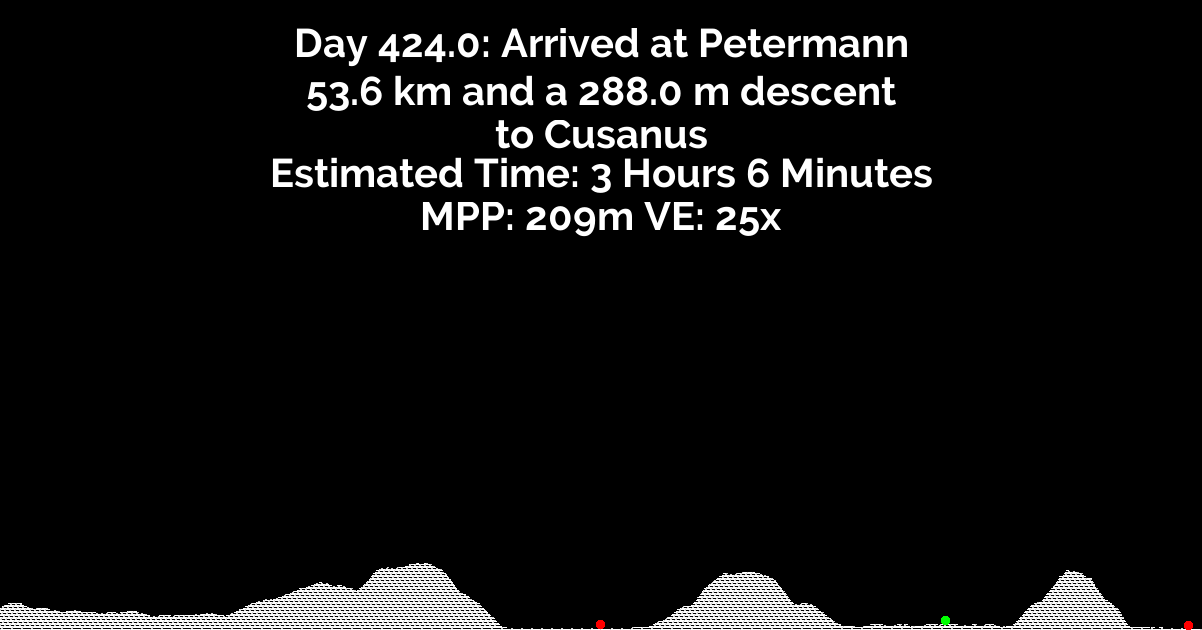 Day 424.0: Arrived at Petermann
53.6 km and a 288.0 m descent
to Cusanus
Estimated Time: 3 Hours 6 Minutes
MPP: 209m VE: 25x